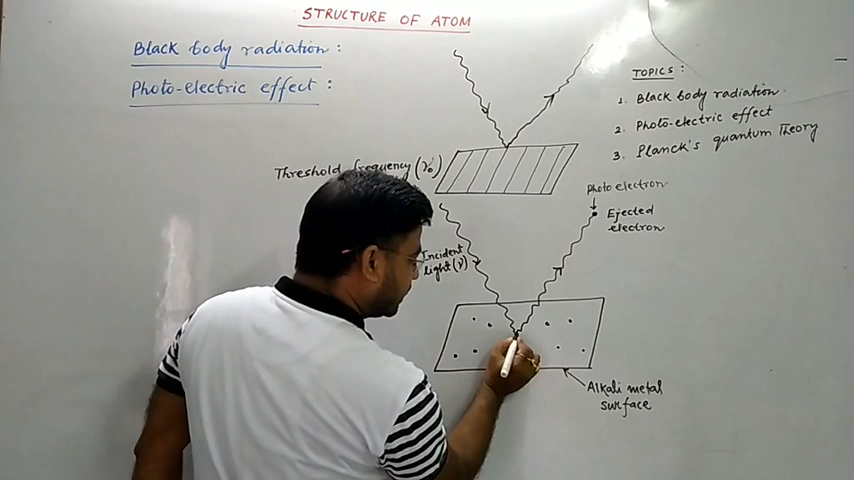 STRUCTURE OF ATOM
Black body radiation :
Photo-electric effect :
TOPICS :
1. Black body radiation.
2. Photo-electric effect
3. Planck's quantum Theory
Threshold frequency (ν₀)
Photo electron
Ejected
electron
Incident
light (ν)
Alkali metal
surface